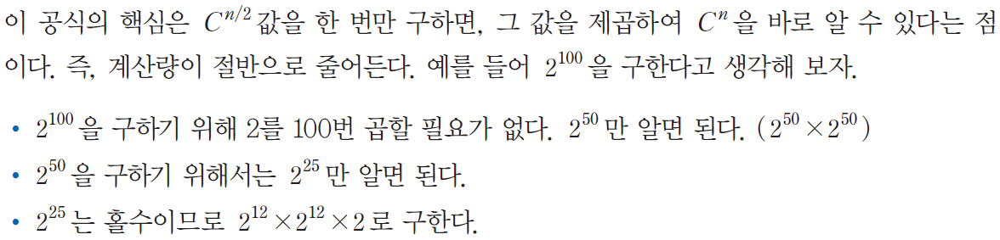 이 공식의 핵심은 C^{n/2}값을 한 번만 구하면, 그 값을 제곱하여 C^n을 바로 알 수 있다는 점
이다. 즉, 계산량이 절반으로 줄어든다. 예를 들어 2^{100}을 구한다고 생각해 보자.
• 2^{100}을 구하기 위해 2를 100번 곱할 필요가 없다. 2^{50}만 알면 된다. (2^{50}×2^{50})
• 2^{50}을 구하기 위해서는 2^{25}만 알면 된다.
• 2^{25}는 홀수이므로 2^{12}×2^{12}×2로 구한다.